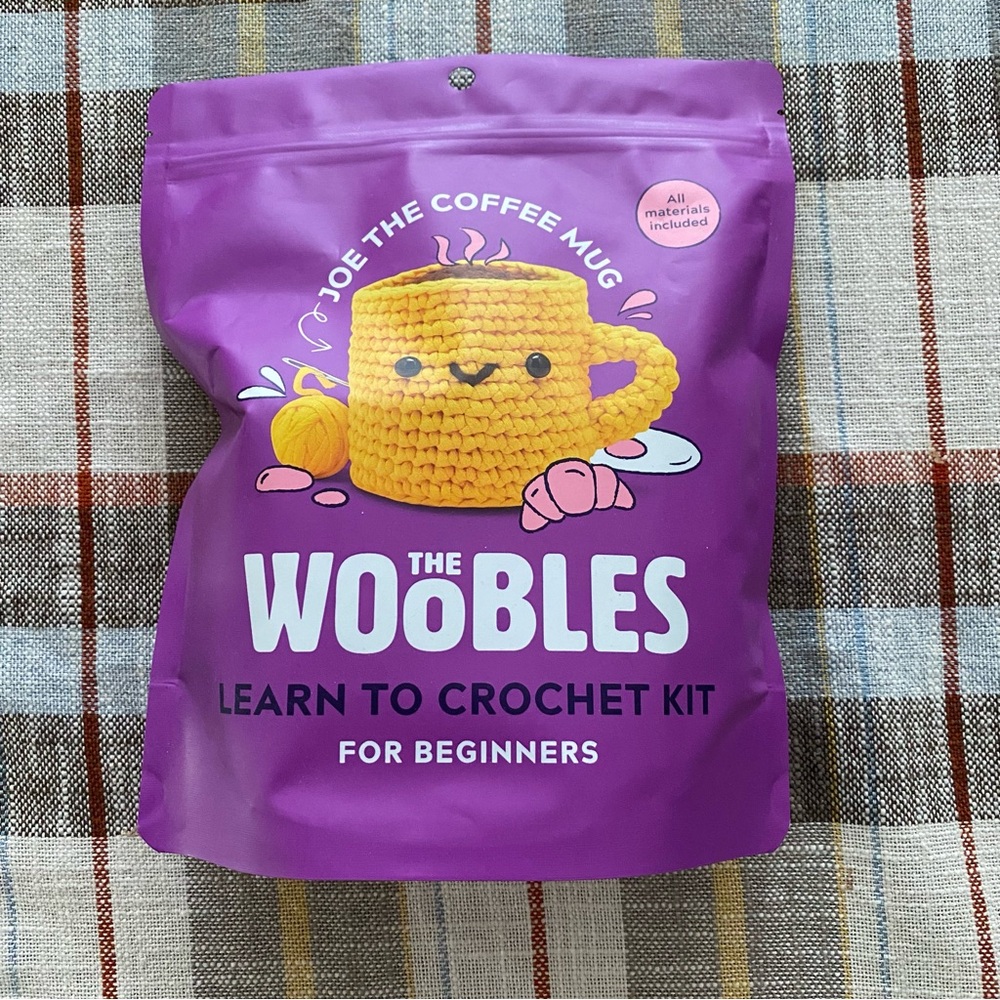 JOE THE COFFEE MUG
All
materials
included
THE
WOOBLES
LEARN TO CROCHET KIT
FOR BEGINNERS